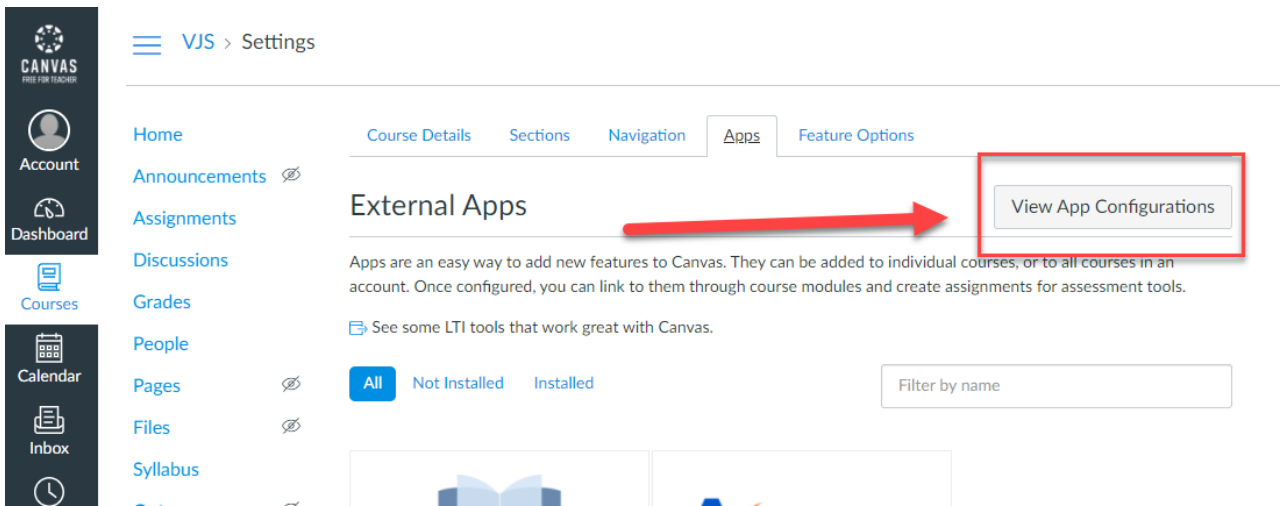 CANVAS
FREE FOR TEACHER
Account
Dashboard
Courses
Calendar
Inbox
VJS > Settings
Home
Announcements
Assignments
Discussions
Grades
People
Pages
Files
Syllabus
Course Details Sections Navigation Apps Feature Options
External Apps
View App Configurations
Apps are an easy way to add new features to Canvas. They can be added to individual courses, or to all courses in an
account. Once configured, you can link to them through course modules and create assignments for assessment tools.
See some LTI tools that work great with Canvas.
All Not Installed Installed
Filter by name